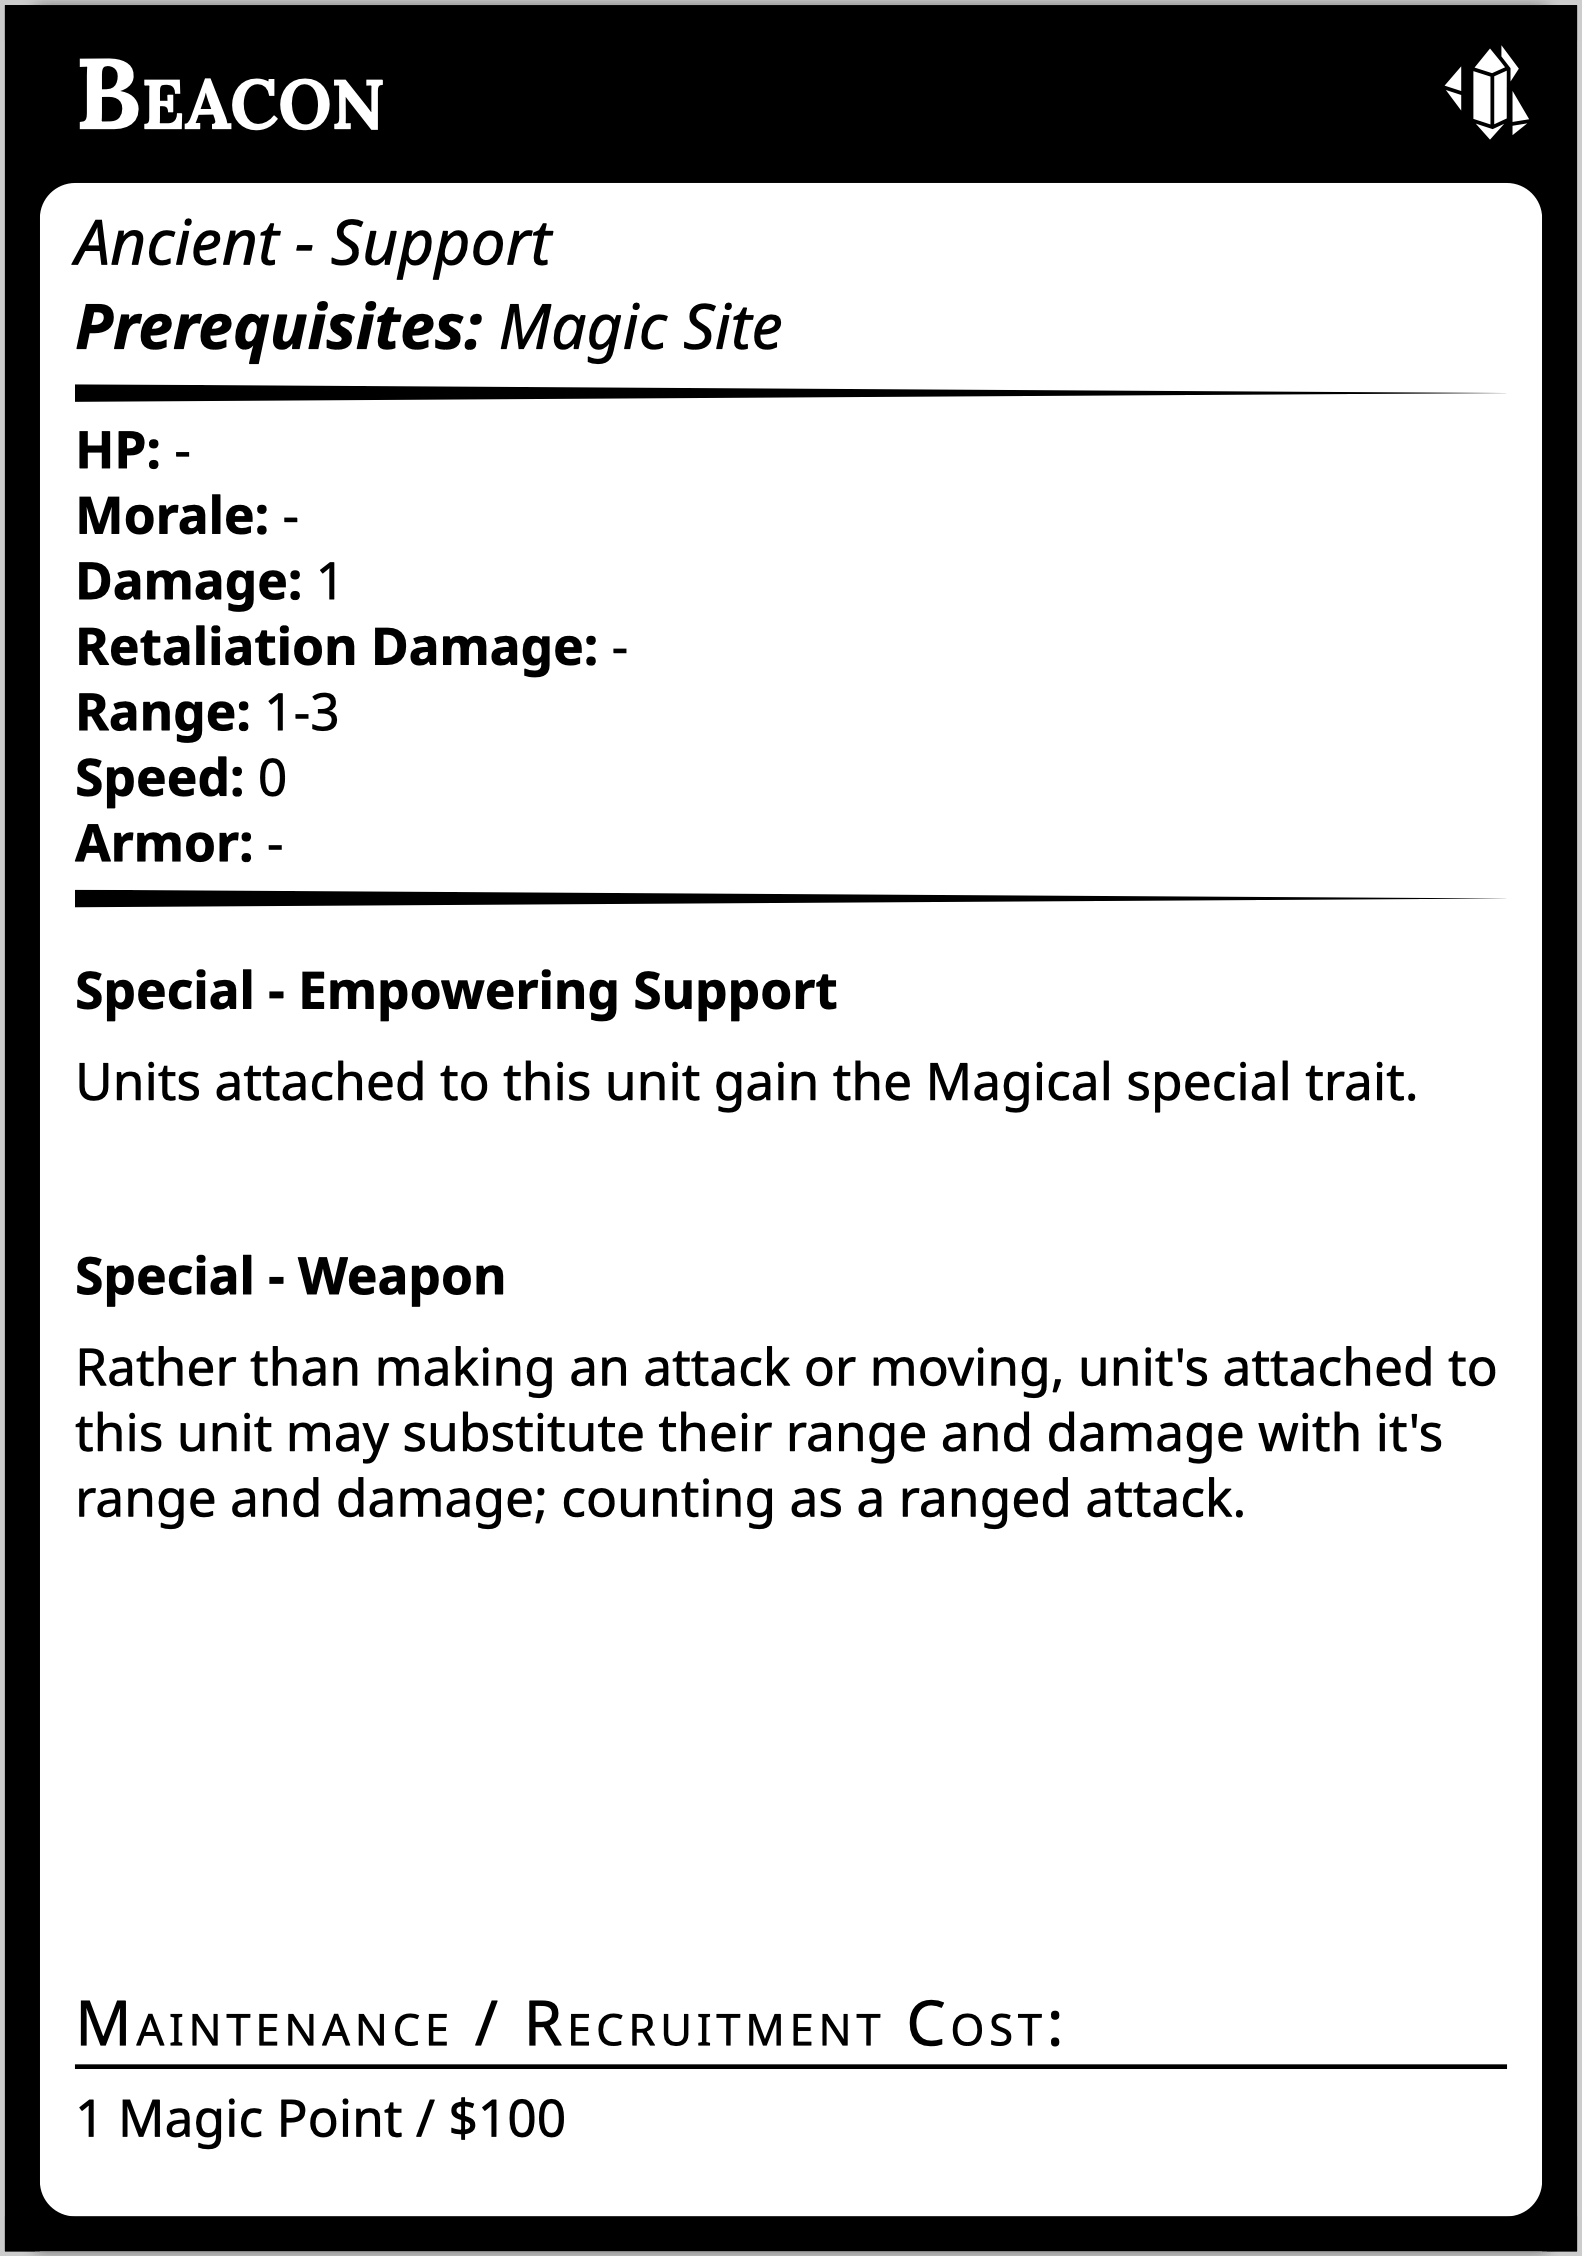 Beacon
Ancient - Support
Prerequisites: Magic Site
HP: -
Morale: -
Damage: 1
Retaliation Damage: -
Range: 1-3
Speed: 0
Armor: -
Special - Empowering Support
Units attached to this unit gain the Magical special trait.
Special - Weapon
Rather than making an attack or moving, unit's attached to
this unit may substitute their range and damage with it's
range and damage; counting as a ranged attack.
Maintenance / Recruitment Cost:
1 Magic Point / $100